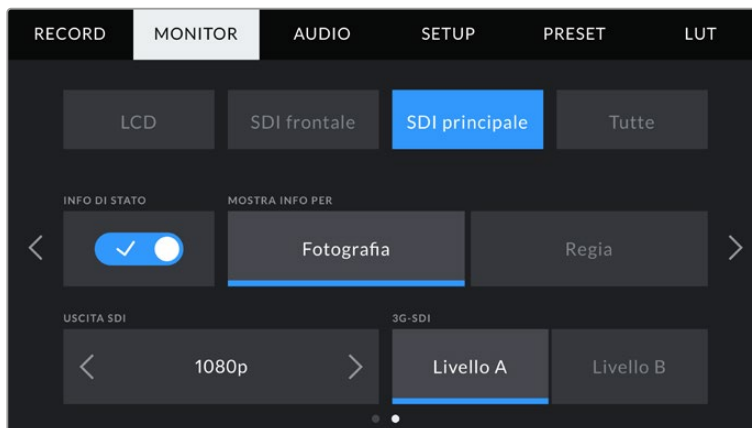 RECORD MONITOR AUDIO SETUP PRESET LUT
LCD SDI frontale SDI principale Tutte
INFO DI STATO MOSTRA INFO PER
Fotografia Regia
USCITA SDI 3G-SDI
1080p Livello A Livello B